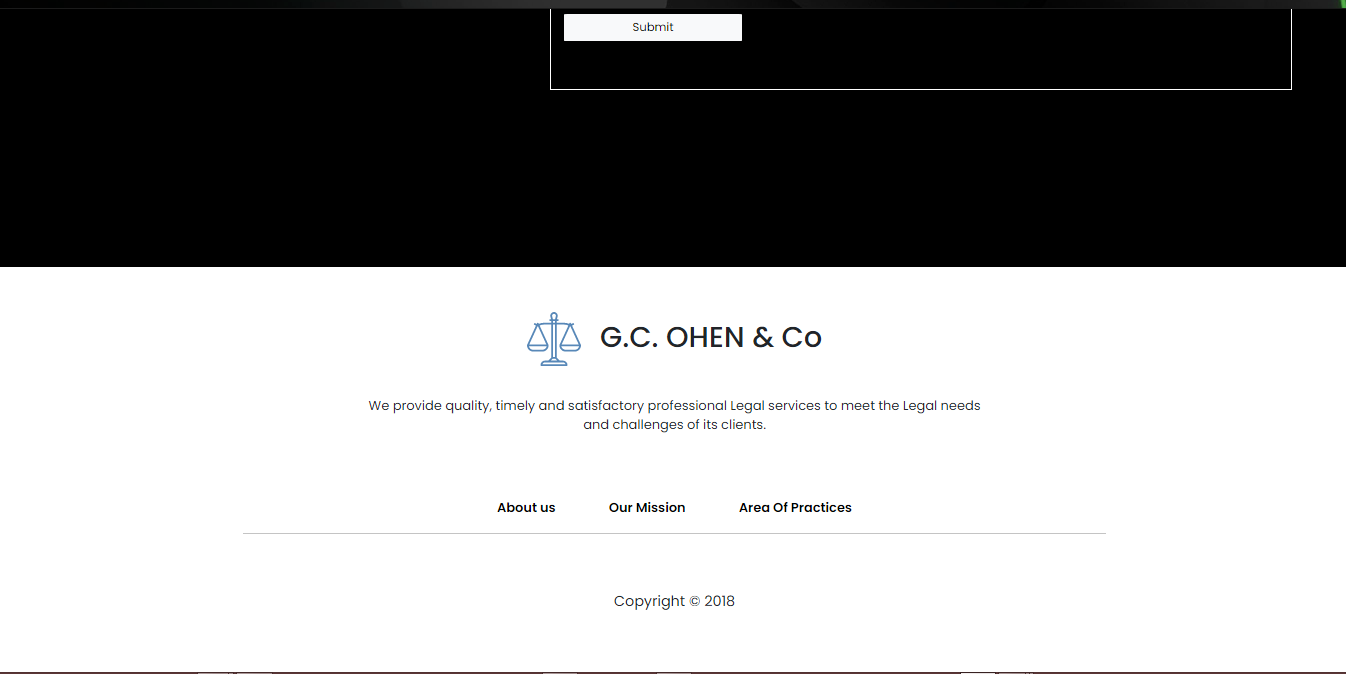 Submit
G.C. OHEN & Co
We provide quality, timely and satisfactory professional Legal services to meet the Legal needs
and challenges of its clients.
About us Our Mission Area Of Practices
Copyright © 2018